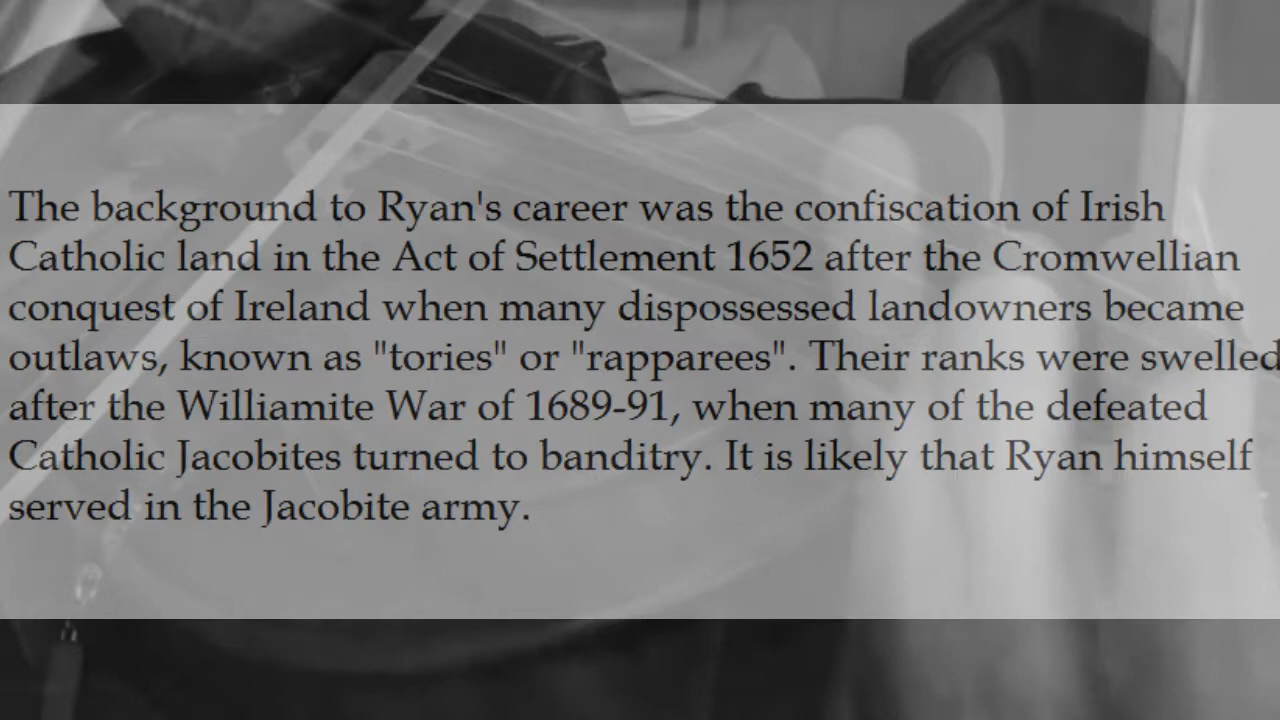 The background to Ryan's career was the confiscation of Irish
Catholic land in the Act of Settlement 1652 after the Cromwellian
conquest of Ireland when many dispossessed landowners became
outlaws, known as "tories" or "rapparees". Their ranks were swelled
after the Williamite War of 1689-91, when many of the defeated
Catholic Jacobites turned to banditry. It is likely that Ryan himself
served in the Jacobite army.